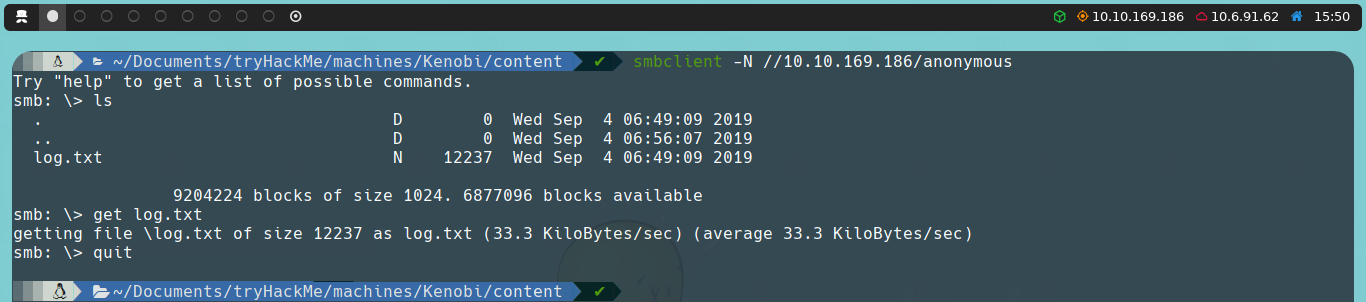 10.10.169.186 10.6.91.62 15:50
~/Documents/tryHackMe/machines/Kenobi/content ✔ smbclient -N //10.10.169.186/anonymous
Try "help" to get a list of possible commands.
smb: \> ls
. D 0 Wed Sep 4 06:49:09 2019
.. D 0 Wed Sep 4 06:56:07 2019
log.txt N 12237 Wed Sep 4 06:49:09 2019
9204224 blocks of size 1024. 6877096 blocks available
smb: \> get log.txt
getting file \log.txt of size 12237 as log.txt (33.3 KiloBytes/sec) (average 33.3 KiloBytes/sec)
smb: \> quit
~/Documents/tryHackMe/machines/Kenobi/content ✔